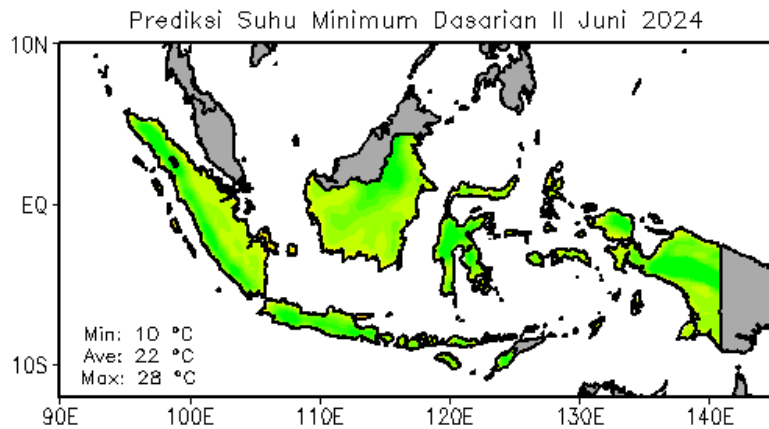 Prediksi Suhu Minimum Dasarian II Juni 2024
10N
EQ
10S
Min: 10 °C
Ave: 22 °C
Max: 28 °C
90E 100E 110E 120E 130E 140E